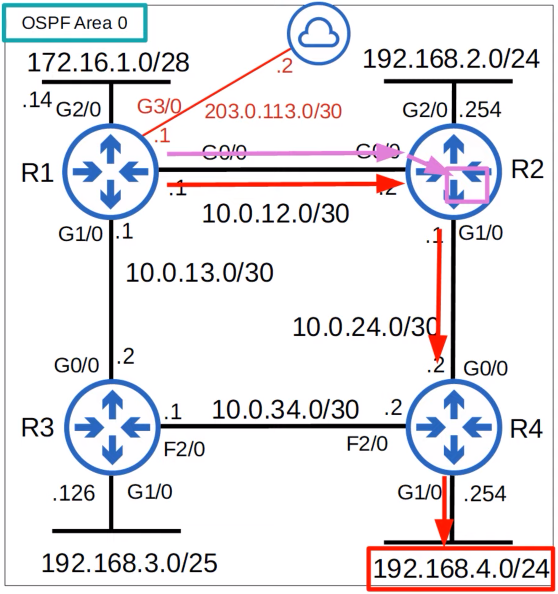 OSPF Area 0
172.16.1.0/28
192.168.2.0/24
.2
.14
G2/0
G3/0
203.0.113.0/30
G2/0
.254
.1
R1
G0/0
G0/0
R2
.1
.2
10.0.12.0/30
G1/0
.1
.1
G1/0
10.0.13.0/30
10.0.24.0/30
G0/0
.2
.2
G0/0
R3
.1
10.0.34.0/30
.2
R4
F2/0
F2/0
.126
G1/0
G1/0
.254
192.168.3.0/25
192.168.4.0/24